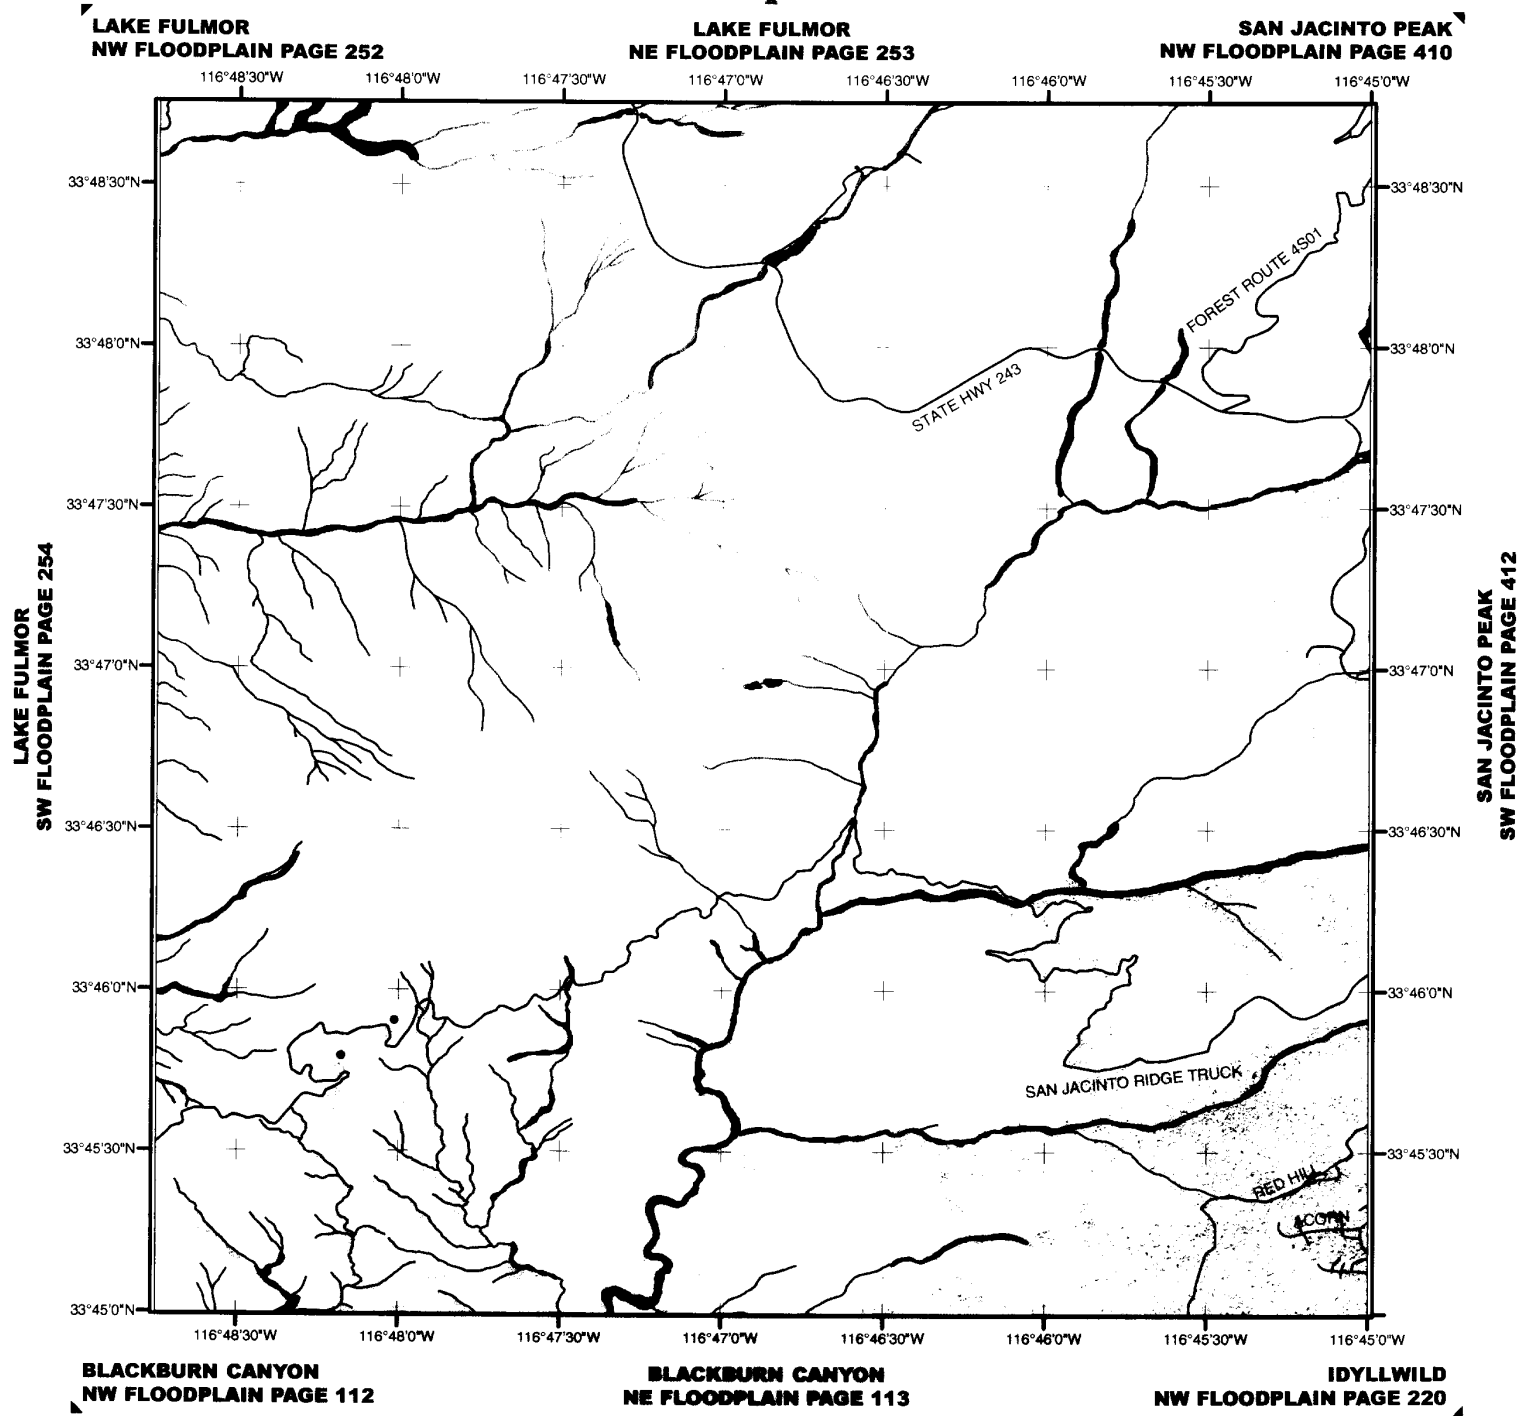 LAKE FULMOR
NW FLOODPLAIN PAGE 252
LAKE FULMOR
NE FLOODPLAIN PAGE 253
SAN JACINTO PEAK
NW FLOODPLAIN PAGE 410
116°48'30"W
116°48'0"W
116°47'30"W
116°47'0"W
116°46'30"W
116°46'0"W
116°45'30"W
116°45'0"W
33°48'30"N
33°48'30"N
FOREST ROUTE 4S01
33°48'0"N
33°48'0"N
STATE HWY 243
33°47'30"N
33°47'30"N
LAKE FULMOR
SW FLOODPLAIN PAGE 254
SAN JACINTO PEAK
SW FLOODPLAIN PAGE 412
33°47'0"N
33°47'0"N
33°46'30"N
33°46'30"N
33°46'0"N
33°46'0"N
SAN JACINTO RIDGE TRUCK
33°45'30"N
33°45'30"N
RED HILL
ACORN
33°45'0"N
116°48'30"W
116°48'0"W
116°47'30"W
116°47'0"W
116°46'30"W
116°46'0"W
116°45'30"W
116°45'0"W
BLACKBURN CANYON
NW FLOODPLAIN PAGE 112
BLACKBURN CANYON
NE FLOODPLAIN PAGE 113
IDYLLWILD
NW FLOODPLAIN PAGE 220